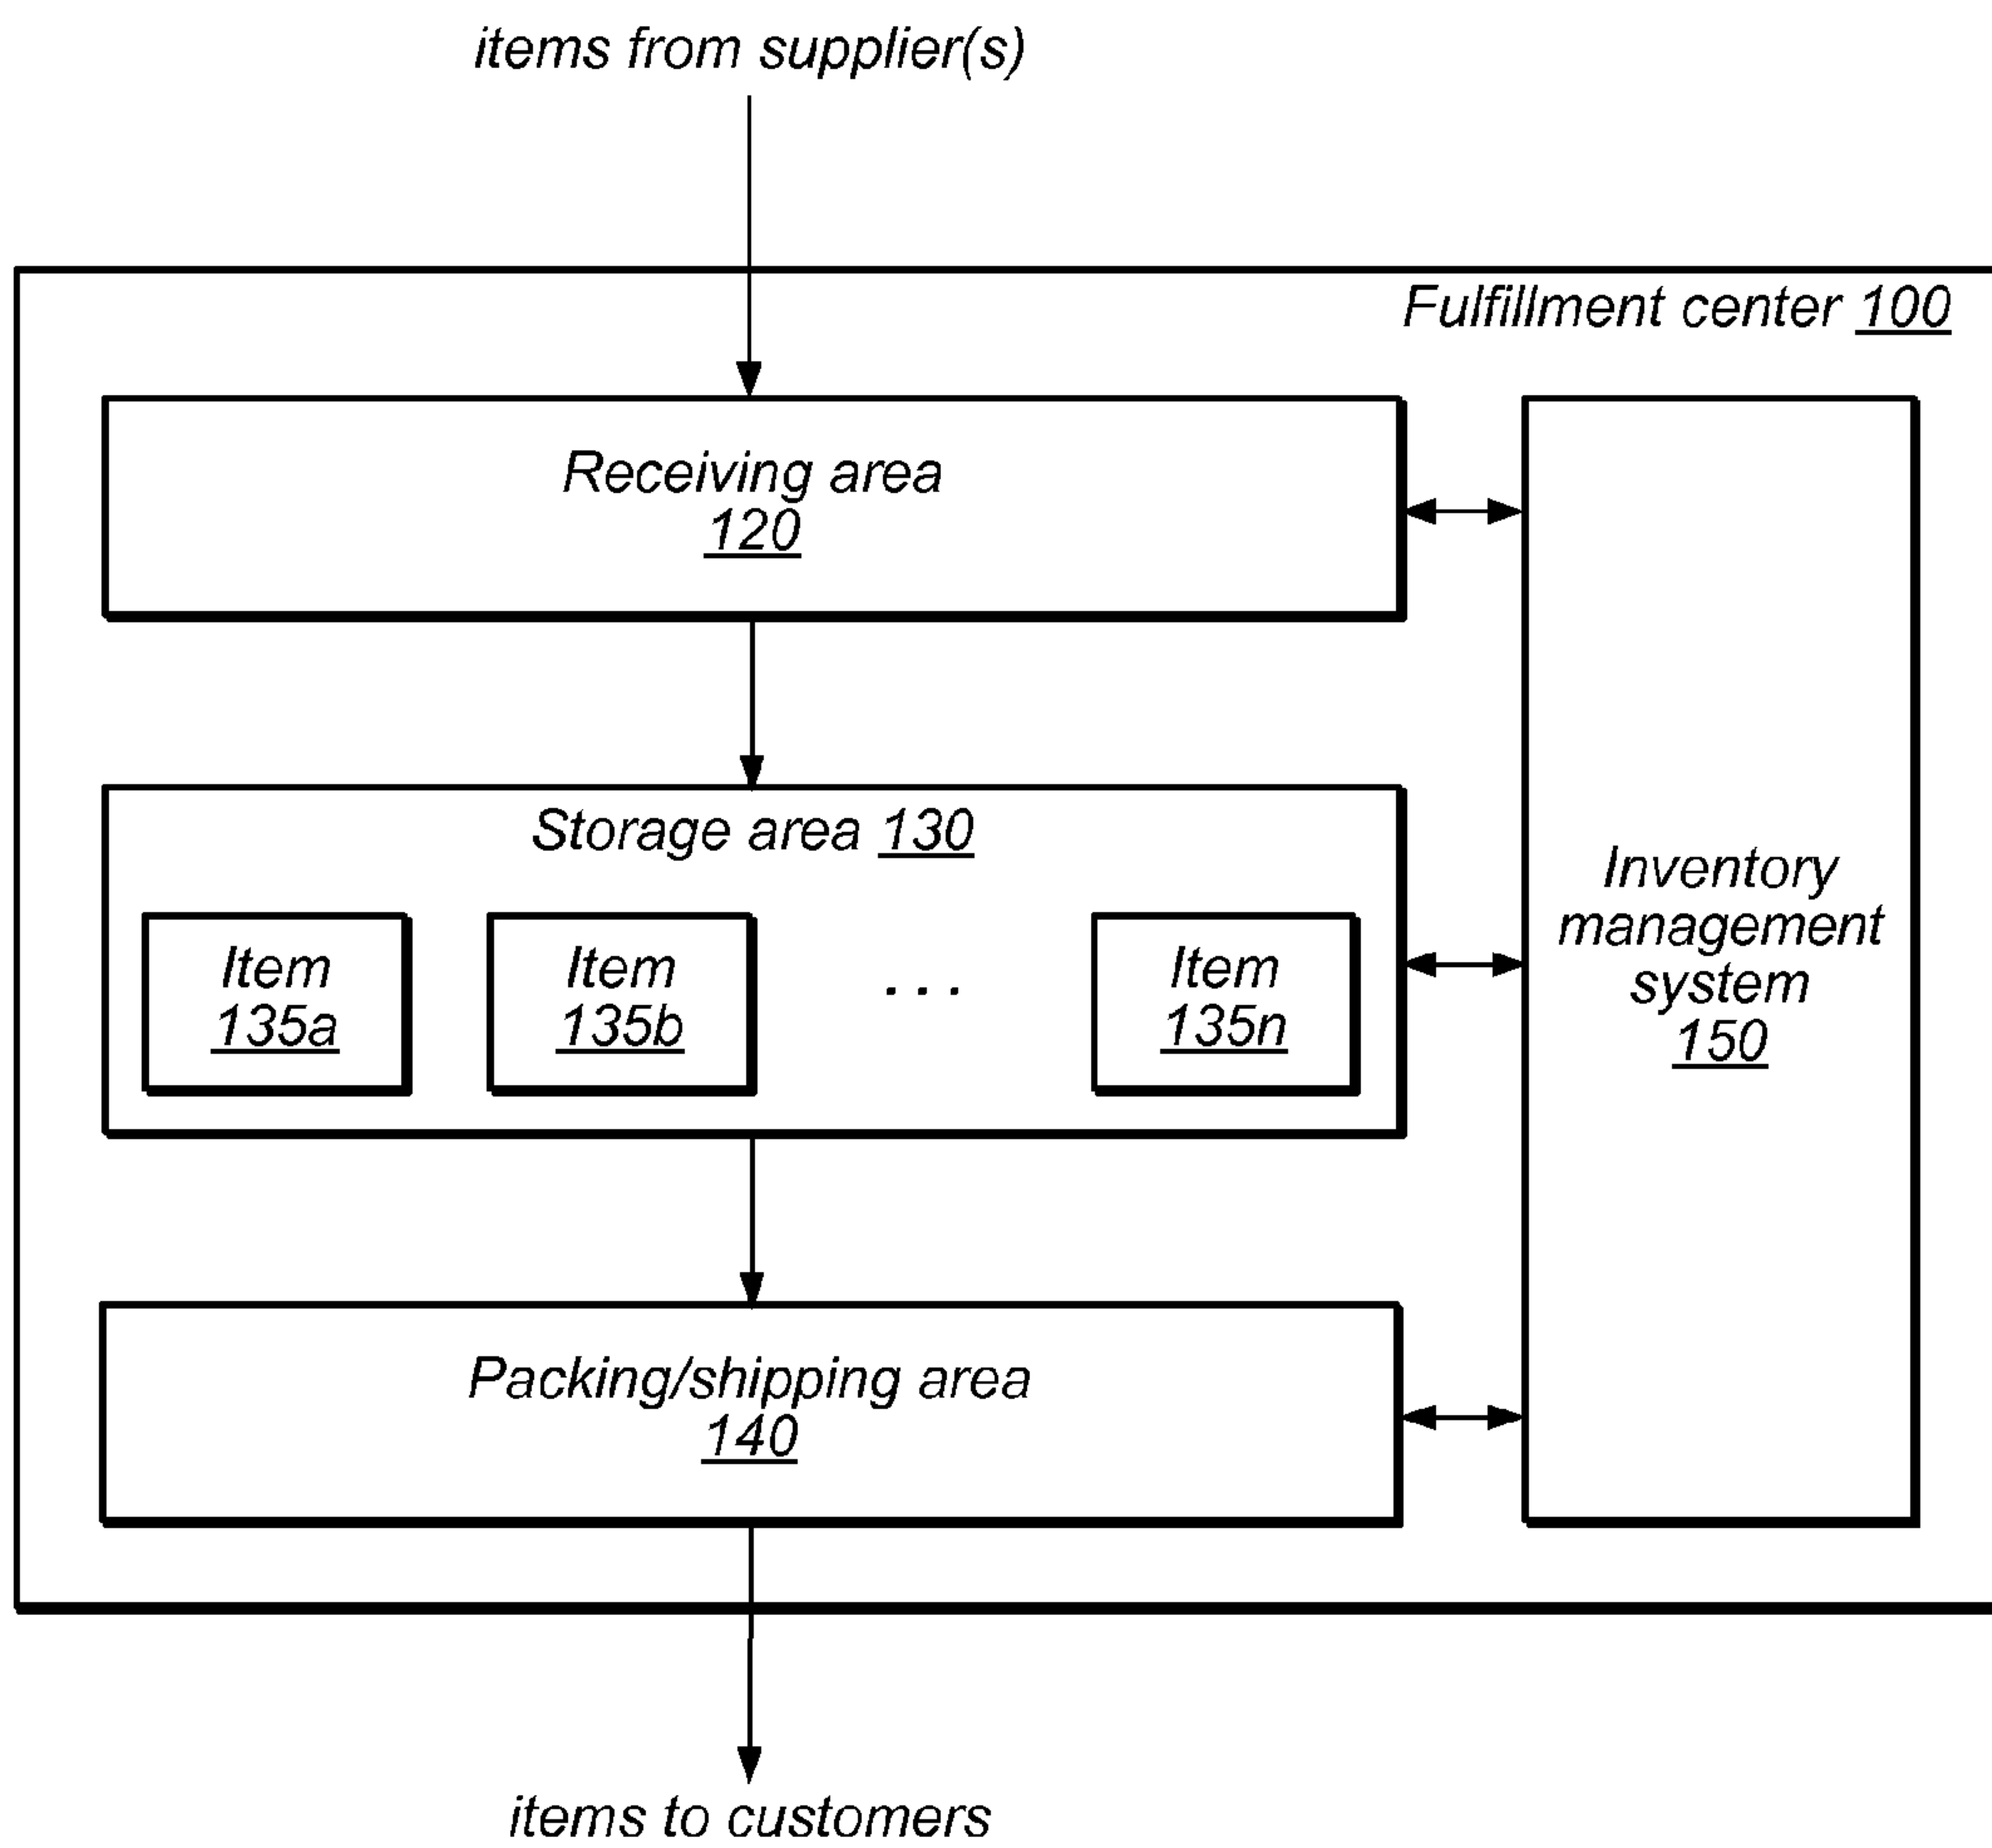 items from supplier(s)
Fulfillment center 100
Receiving area
120
Storage area 130
Item
135a
Item
135b
...
Item
135n
Inventory
management
system
150
Packing/shipping area
140
items to customers